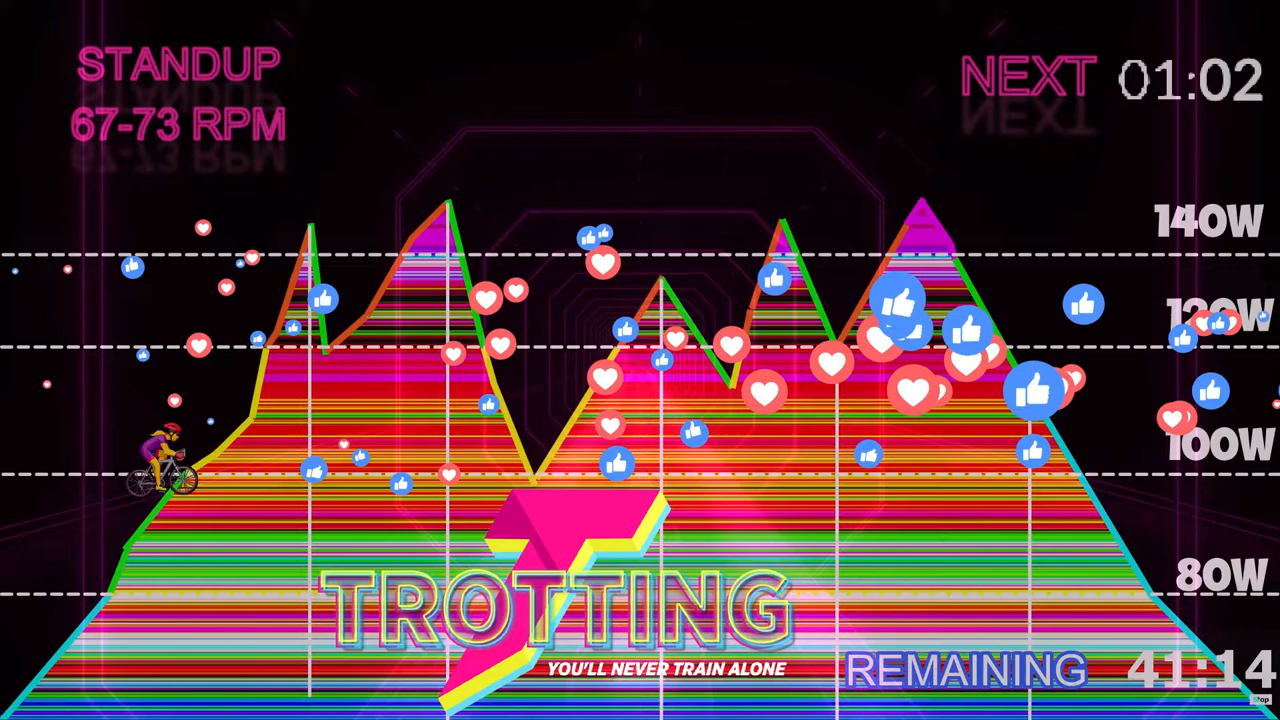 STANDUP
67-73 RPM
NEXT 01:02
140W
120W
100W
80W
TROTTING
YOU'LL NEVER TRAIN ALONE
REMAINING 41:14
Stop